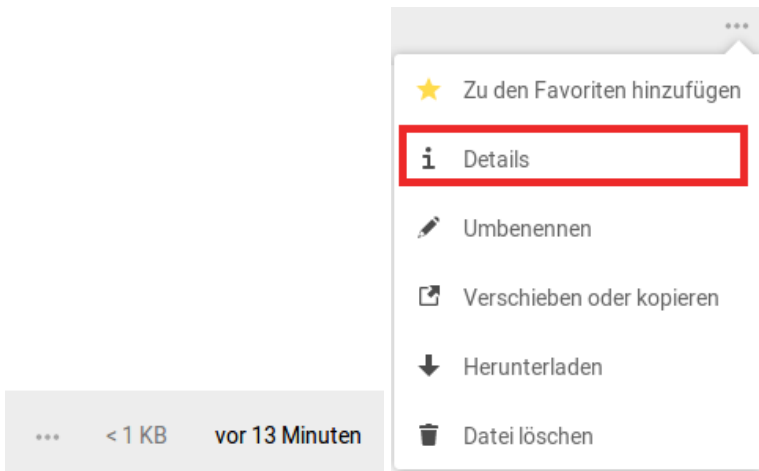 Zu den Favoriten hinzufügen
Details
Umbenennen
Verschieben oder kopieren
Herunterladen
Datei löschen
< 1 KB vor 13 Minuten